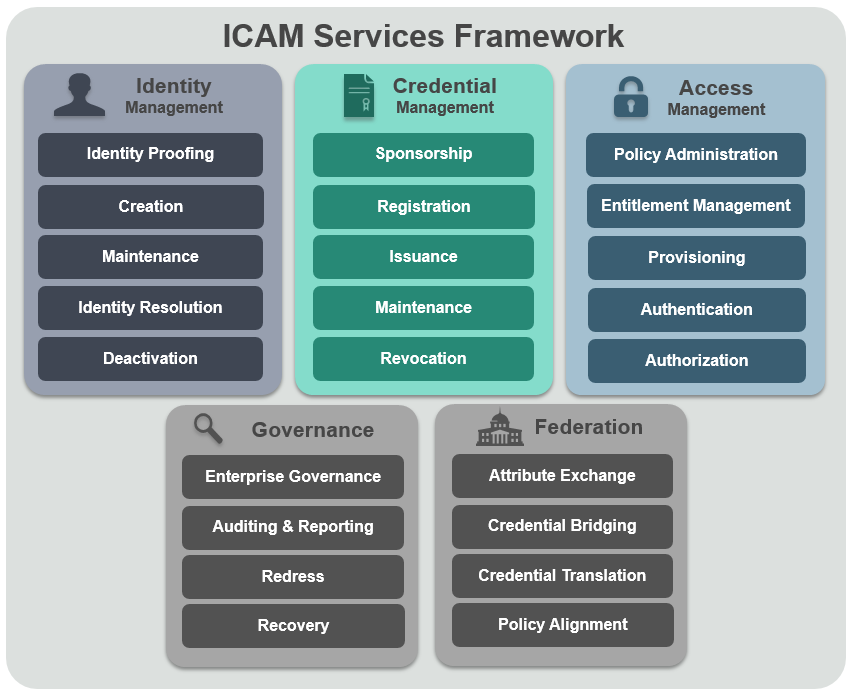 ICAM Services Framework
Identity
Management
Identity Proofing
Creation
Maintenance
Identity Resolution
Deactivation
Credential
Management
Sponsorship
Registration
Issuance
Maintenance
Revocation
Access
Management
Policy Administration
Entitlement Management
Provisioning
Authentication
Authorization
Governance
Enterprise Governance
Auditing & Reporting
Redress
Recovery
Federation
Attribute Exchange
Credential Bridging
Credential Translation
Policy Alignment